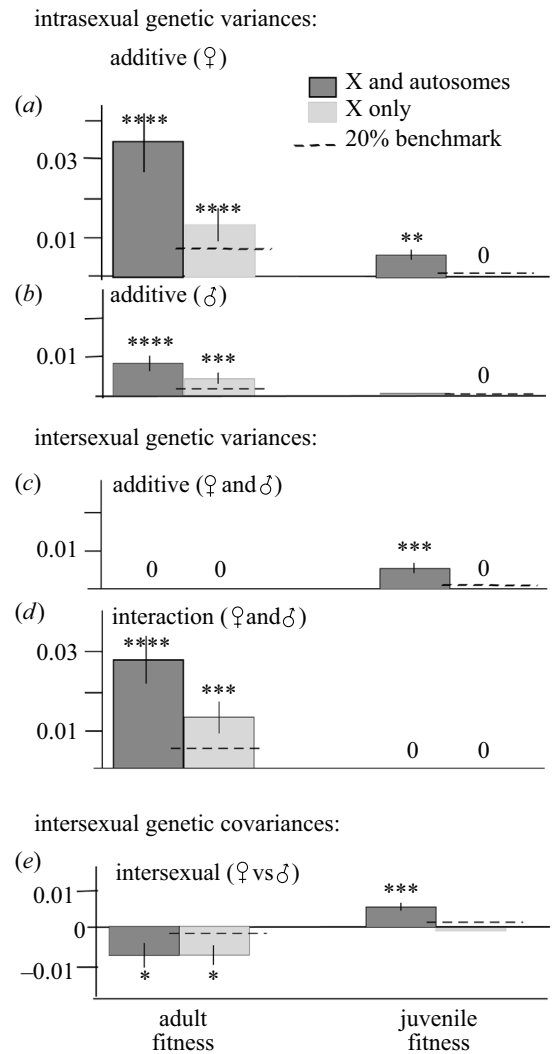 intrasexual genetic variances:
additive (♀)
X and autosomes
X only
20% benchmark
(a)
****
0.03
****
0.01
**
0
(b)
additive (♂)
****
0.01
***
0
intersexual genetic variances:
(c)
additive (♀ and ♂)
0.01
0
0
***
0
(d)
interaction (♀and♂)
****
0.03
***
0.01
0
0
intersexual genetic covariances:
(e)
intersexual (♀ vs ♂)
0.01
***
0
–0.01
*
*
adult
fitness
juvenile
fitness